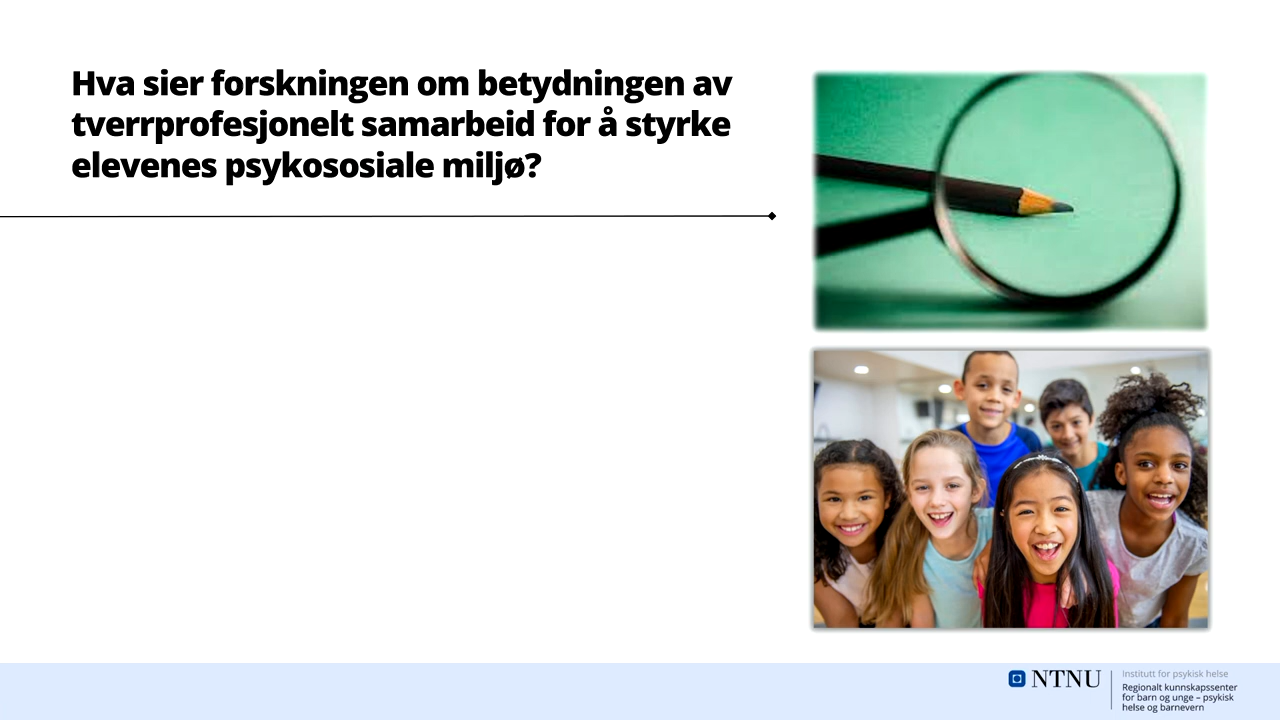 Hva sier forskningen om betydningen av
tverrprofesjonelt samarbeid for å styrke
elevenes psykososiale miljø?
NTNU
Institutt for psykisk helse
Regionalt kunnskapssenter
for barn og unge – psykisk
helse og barnevern